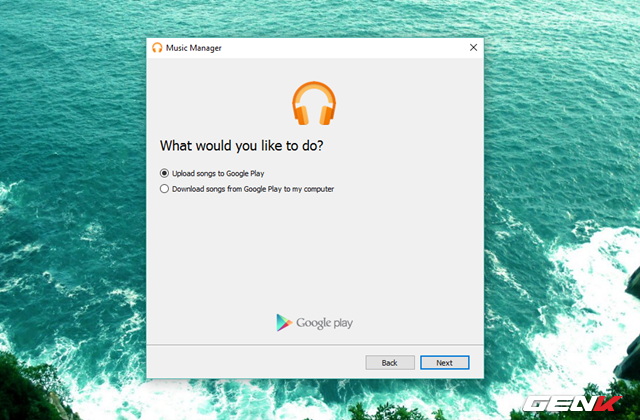 Music Manager
What would you like to do?
Upload songs to Google Play
Download songs from Google Play to my computer
Google play
Back
Next
GENK